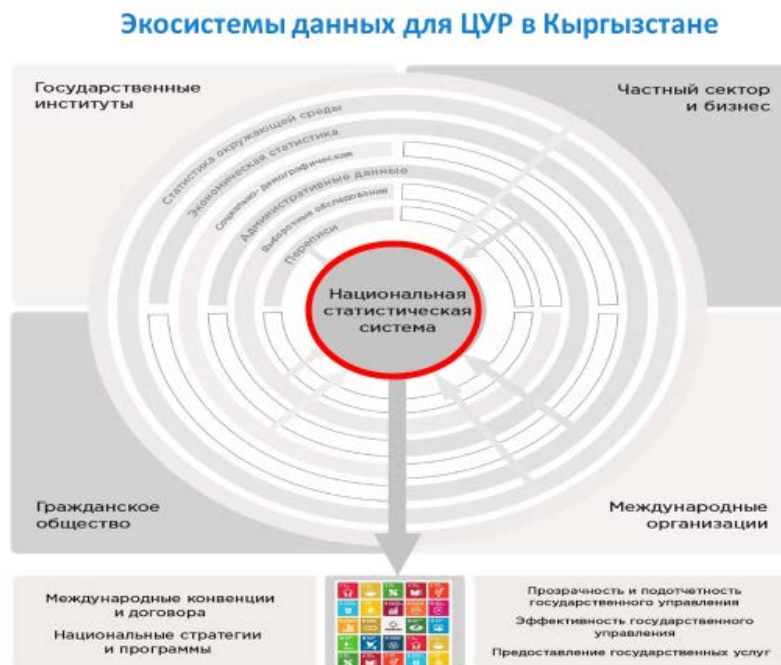 Экосистемы данных для ЦУР в Кыргызстане
Государственные
институты
Частный сектор
и бизнес
Статистика окружающей среды
Экономическая статистика
Социально- демографическая
Административные данные
Выборочные обследования
Переписи
Национальная
статистическая
система
Гражданское
общество
Международные
организации
Международные конвенции
и договора
Национальные стратегии
и программы
Прозрачность и подотчетность
государственного управления
Эффективность государственного
управления
Предоставление государственных услуг